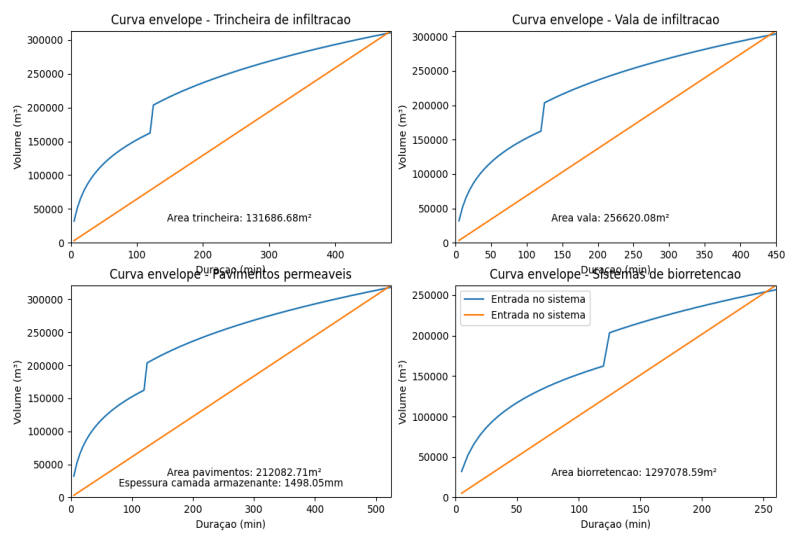 Curva envelope - Trincheira de infiltracao
Volume (m³)
300000
250000
200000
150000
100000
50000
0
Area trincheira: 131686.68m²
0 100 200 300 400
Duraçao (min)
Curva envelope - Vala de infiltracao
Volume (m³)
300000
250000
200000
150000
100000
50000
0
Area vala: 256620.08m²
0 50 100 150 200 250 300 350 400 450
Duraçao (min)
Curva envelope - Pavimentos permeaveis
Volume (m³)
300000
250000
200000
150000
100000
50000
0
Area pavimentos: 212082.71m²
Espessura camada armazenante: 1498.05mm
0 100 200 300 400 500
Duraçao (min)
Curva envelope - Sistemas de biorretencao
Volume (m³)
250000
200000
150000
100000
50000
0
Entrada no sistema
Entrada no sistema
Area biorretencao: 1297078.59m²
0 50 100 150 200 250
Duraçao (min)